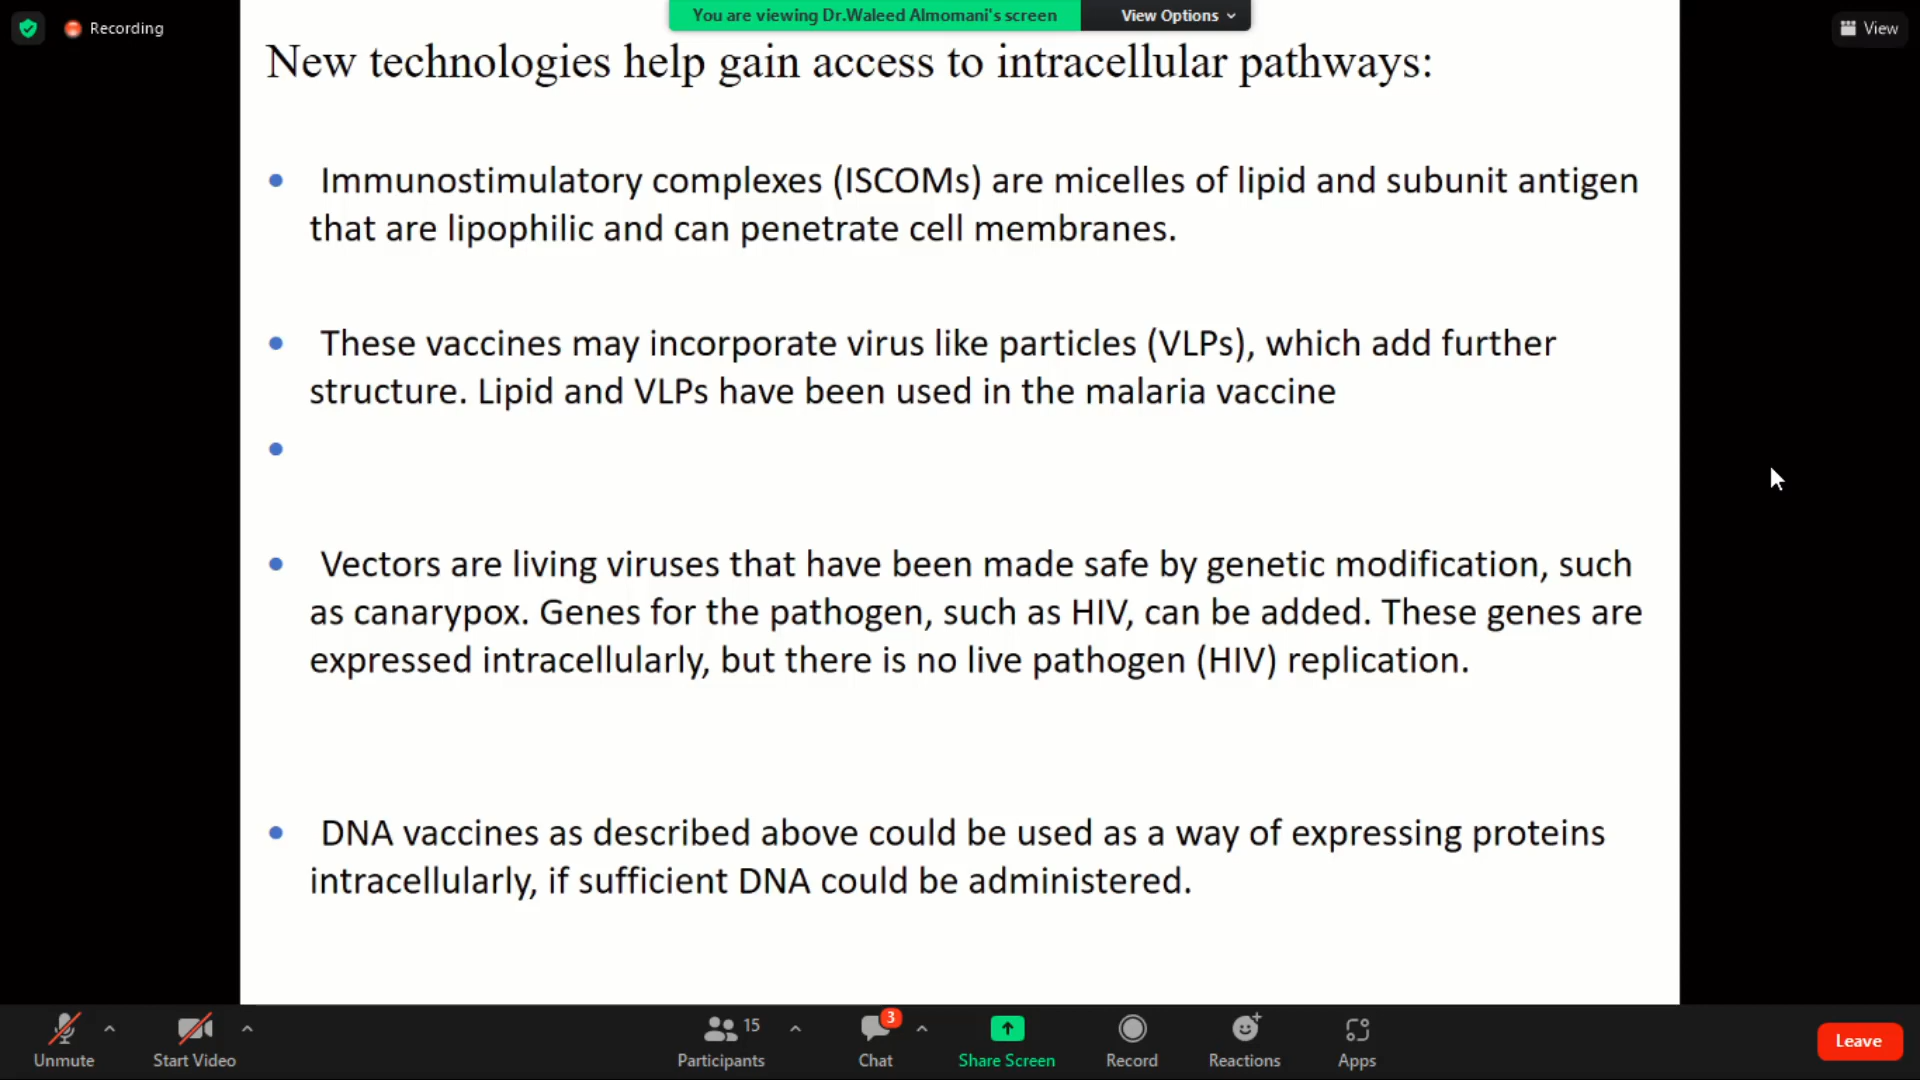 Recording
You are viewing Dr.Waleed Almomani's screen
View Options
View
New technologies help gain access to intracellular pathways:
• Immunostimulatory complexes (ISCOMs) are micelles of lipid and subunit antigen
that are lipophilic and can penetrate cell membranes.
• These vaccines may incorporate virus like particles (VLPs), which add further
structure. Lipid and VLPs have been used in the malaria vaccine
•
• Vectors are living viruses that have been made safe by genetic modification, such
as canarypox. Genes for the pathogen, such as HIV, can be added. These genes are
expressed intracellularly, but there is no live pathogen (HIV) replication.
• DNA vaccines as described above could be used as a way of expressing proteins
intracellularly, if sufficient DNA could be administered.
Unmute
Start Video
15
Participants
3
Chat
Share Screen
Record
Reactions
Apps
Leave